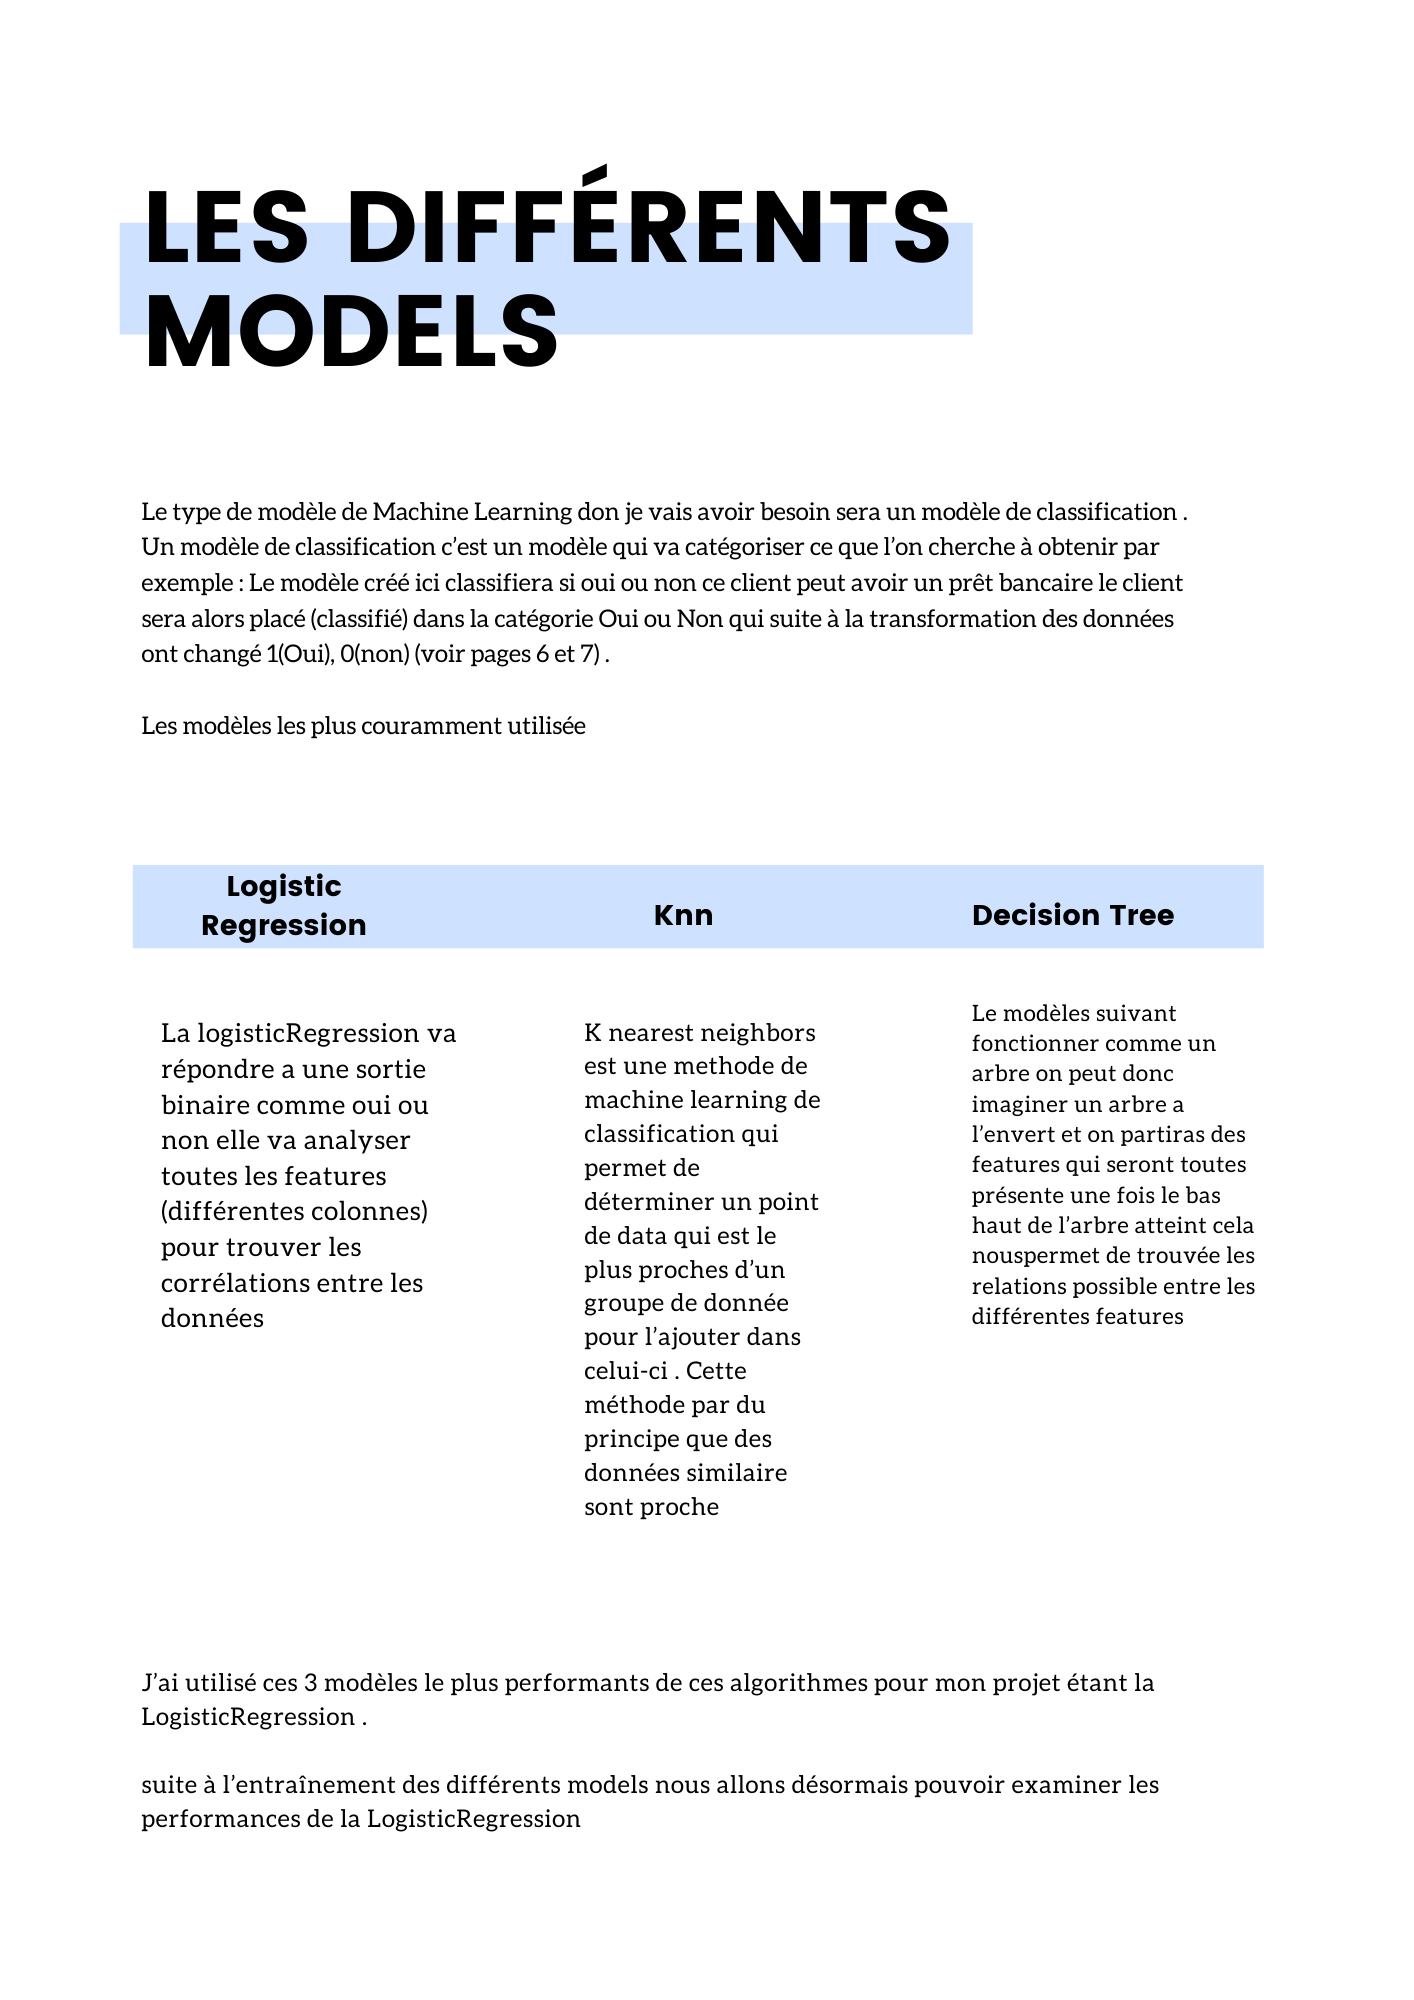 LES DIFFÉRENTS
MODELS
Le type de modèle de Machine Learning don je vais avoir besoin sera un modèle de classification .
Un modèle de classification c’est un modèle qui va catégoriser ce que l’on cherche à obtenir par
exemple : Le modèle créé ici classifiera si oui ou non ce client peut avoir un prêt bancaire le client
sera alors placé (classifié) dans la catégorie Oui ou Non qui suite à la transformation des données
ont changé 1(Oui), 0(non) (voir pages 6 et 7) .
Les modèles les plus couramment utilisée
Logistic
Regression
La logisticRegression va
répondre a une sortie
binaire comme oui ou
non elle va analyser
toutes les features
(différentes colonnes)
pour trouver les
corrélations entre les
données
Knn
K nearest neighbors
est une methode de
machine learning de
classification qui
permet de
déterminer un point
de data qui est le
plus proches d’un
groupe de donnée
pour l’ajouter dans
celui-ci . Cette
méthode par du
principe que des
données similaire
sont proche
Decision Tree
Le modèles suivant
fonctionner comme un
arbre on peut donc
imaginer un arbre a
l’envert et on partiras des
features qui seront toutes
présente une fois le bas
haut de l’arbre atteint cela
nouspermet de trouvée les
relations possible entre les
différentes features
J’ai utilisé ces 3 modèles le plus performants de ces algorithmes pour mon projet étant la
LogisticRegression .
suite à l’entraînement des différents models nous allons désormais pouvoir examiner les
performances de la LogisticRegression